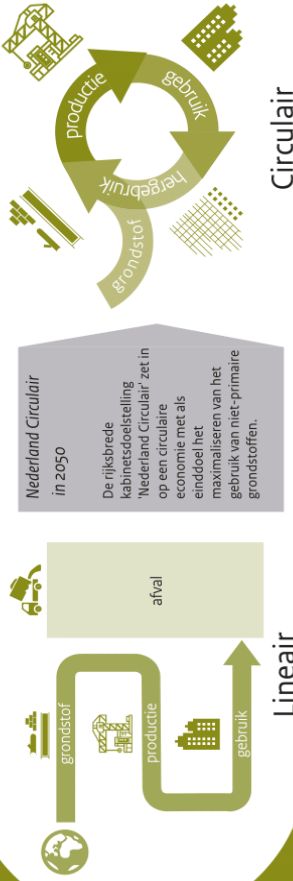 grondstof
productie
gebruik
afval
Lineair
Nederland Circulair
in 2050
De rijksbrede
kabinetsdoelstelling
'Nederland Circulair' zet in
op een circulaire
economie met als
einddoel het
maximaliseren van het
gebruik van niet-primaire
grondstoffen.
grondstof
productie
gebruik
hergebruik
Circulair